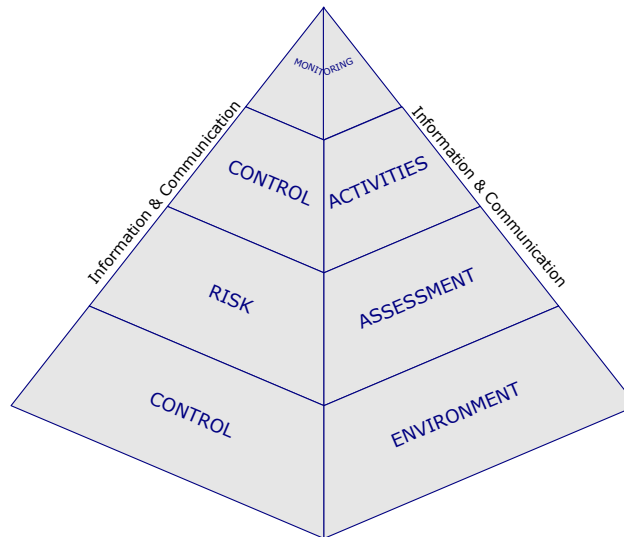 MONITORING
Information & Communication
Information & Communication
CONTROL ACTIVITIES
RISK ASSESSMENT
CONTROL ENVIRONMENT